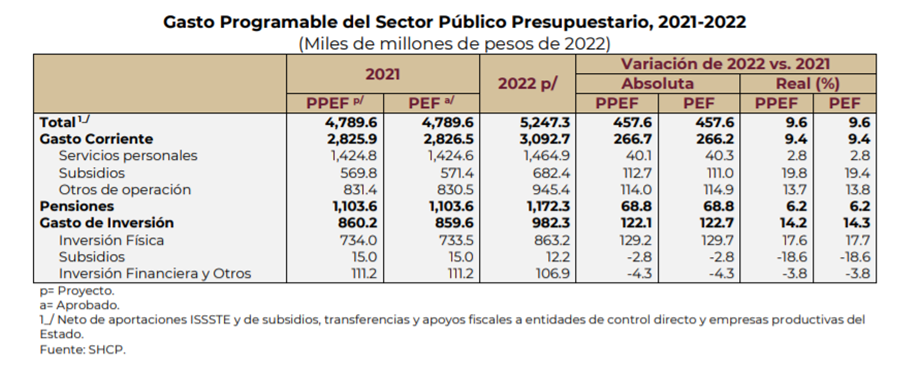 Gasto Programable del Sector Público Presupuestario, 2021-2022
(Miles de millones de pesos de 2022)
2021 2022 p/ Variación de 2022 vs. 2021
Absoluta Real (%)
PPEF p/ PEF a/ PPEF PEF PPEF PEF
Total 1_/ 4,789.6 4,789.6 5,247.3 457.6 457.6 9.6 9.6
Gasto Corriente 2,825.9 2,826.5 3,092.7 266.7 266.2 9.4 9.4
Servicios personales 1,424.8 1,424.6 1,464.9 40.1 40.3 2.8 2.8
Subsidios 569.8 571.4 682.4 112.7 111.0 19.8 19.4
Otros de operación 831.4 830.5 945.4 114.0 114.9 13.7 13.8
Pensiones 1,103.6 1,103.6 1,172.3 68.8 68.8 6.2 6.2
Gasto de Inversión 860.2 859.6 982.3 122.1 122.7 14.2 14.3
Inversión Física 734.0 733.5 863.2 129.2 129.7 17.6 17.7
Subsidios 15.0 15.0 12.2 -2.8 -2.8 -18.6 -18.6
Inversión Financiera y Otros 111.2 111.2 106.9 -4.3 -4.3 -3.8 -3.8
p= Proyecto.
a= Aprobado.
1_/ Neto de aportaciones ISSSTE y de subsidios, transferencias y apoyos fiscales a entidades de control directo y empresas productivas del
Estado.
Fuente: SHCP.